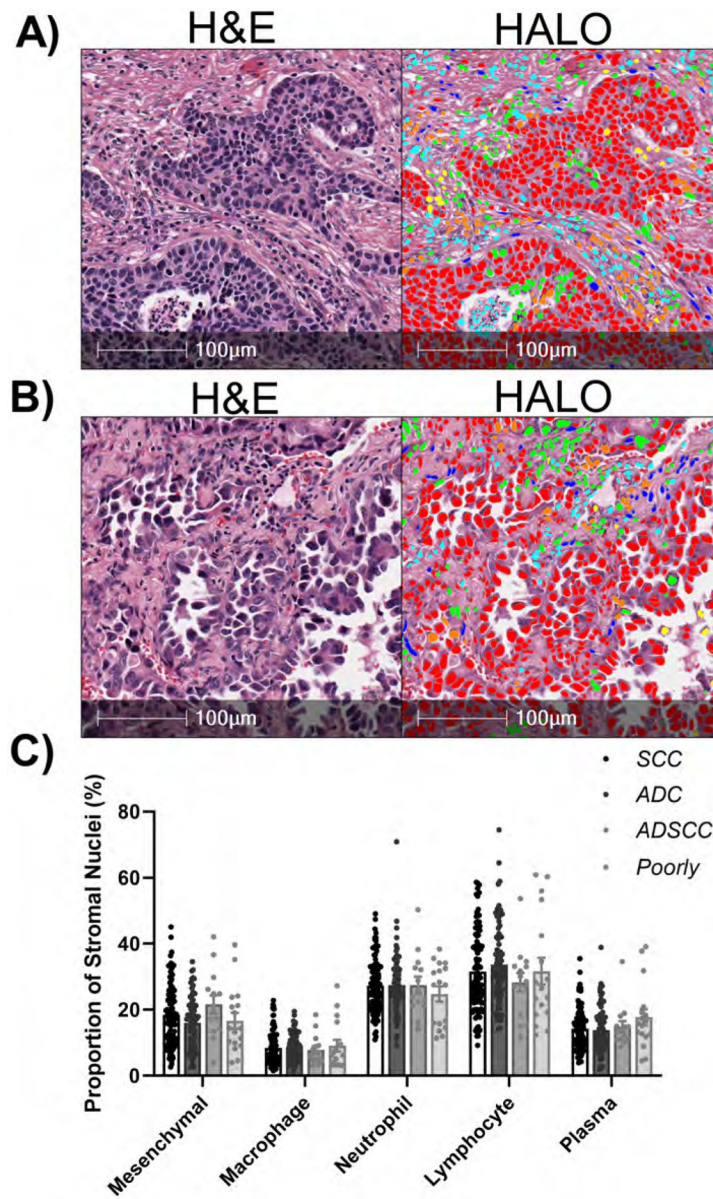 A)
H&E
HALO
100µm
100µm
B)
H&E
HALO
100µm
100µm
C)
SCC
ADC
ADSCC
Poorly
Proportion of Stromal Nuclei (%)
80
60
40
20
0
Mesenchymal
Macrophage
Neutrophil
Lymphocyte
Plasma